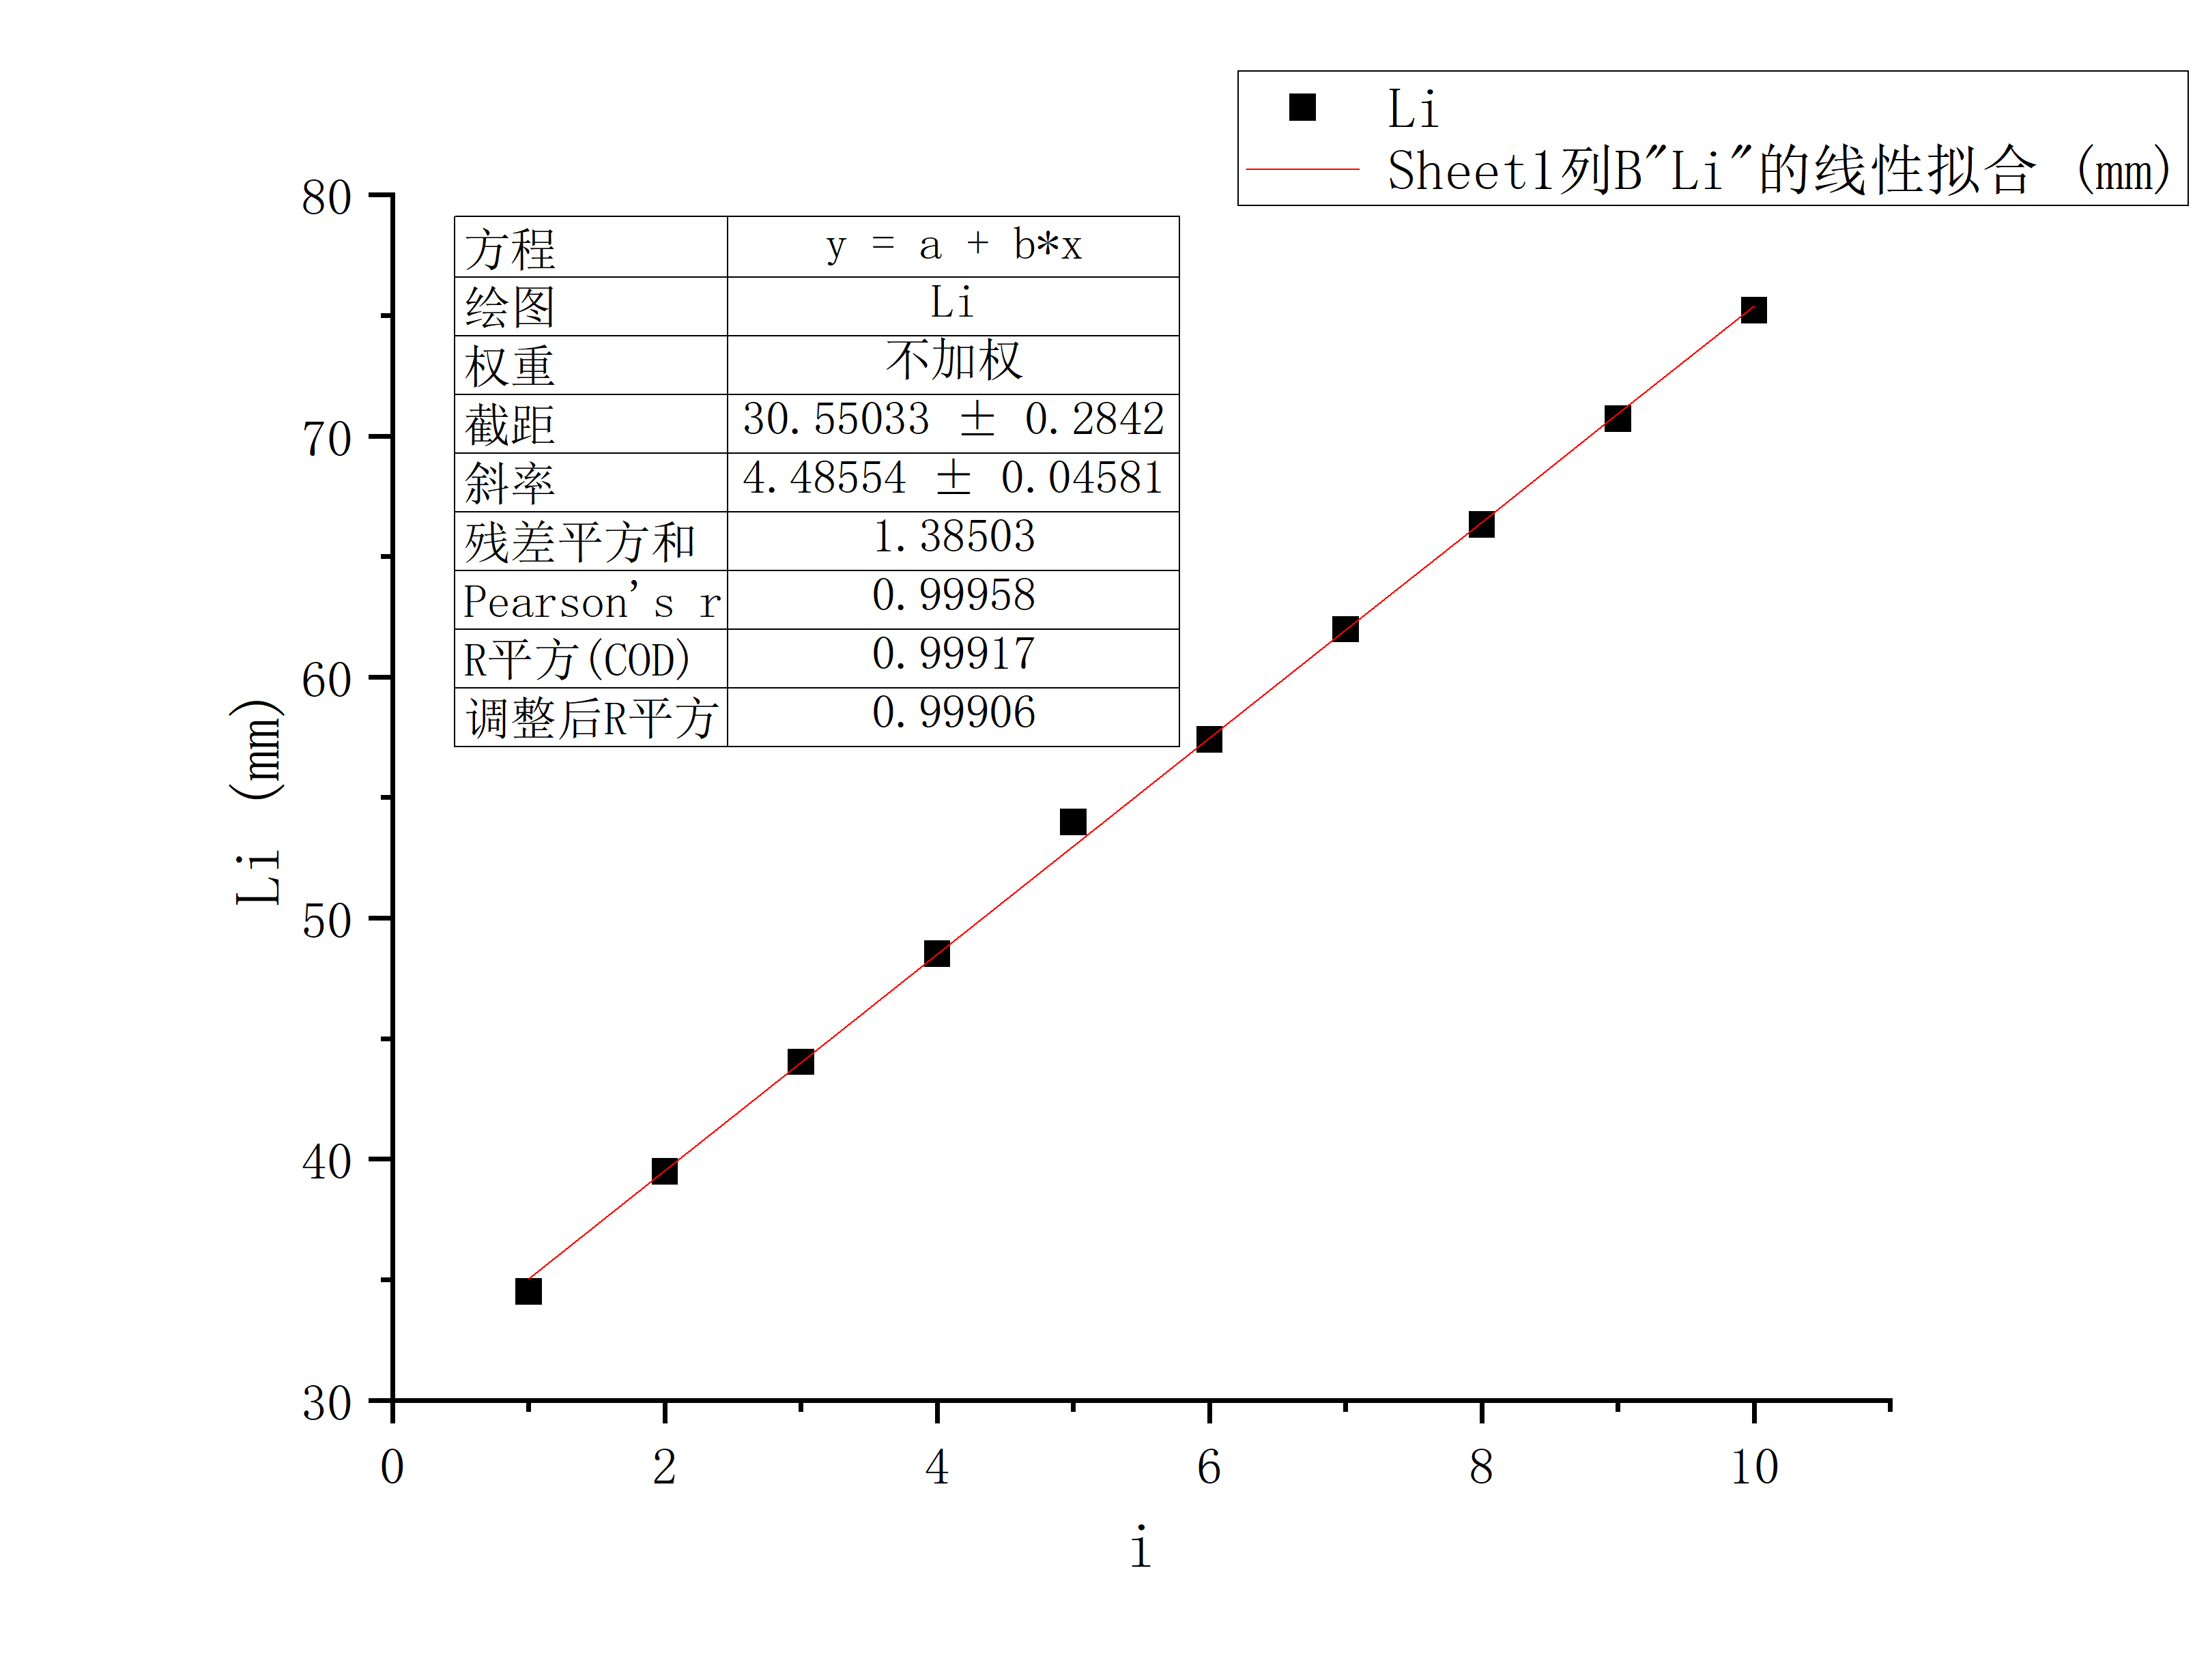 Li
Sheet1列B"Li"的线性拟合 (mm)
80
70
60
50
40
30
Li (mm)
方程 y = a + b*x
绘图 Li
权重 不加权
截距 30.55033 ± 0.2842
斜率 4.48554 ± 0.04581
残差平方和 1.38503
Pearson's r 0.99958
R平方(COD) 0.99917
调整后R平方 0.99906
0 2 4 6 8 10
i